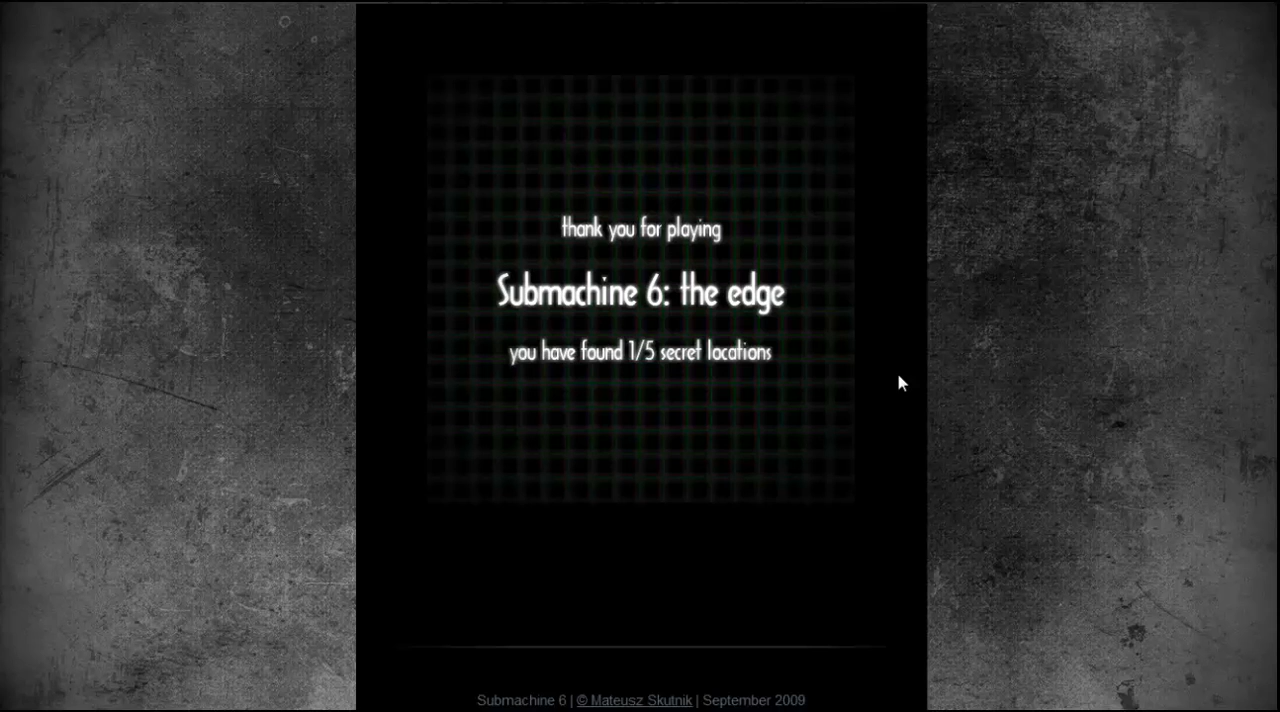 thank you for playing
Submachine 6: the edge
you have found 1/5 secret locations
Submachine 6 | © Mateusz Skutnik | September 2009